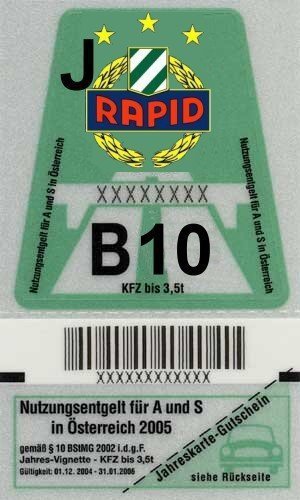 J
RAPID
Nutzungsentgelt für A und S in Österreich
Nutzungsentgelt für A und S in Österreich
XXXXXXXX
B10
KFZ bis 3,5t
XXXXXXXXXXXX
Nutzungsentgelt für A und S
in Österreich 2005
gemäß § 10 BStMG 2002 i.d.g.F.
Jahres-Vignette - KFZ bis 3,5t
Gültigkeit: 01.12. 2004 - 31.01.2006
Jahreskarte-Gutschein
siehe Rückseite